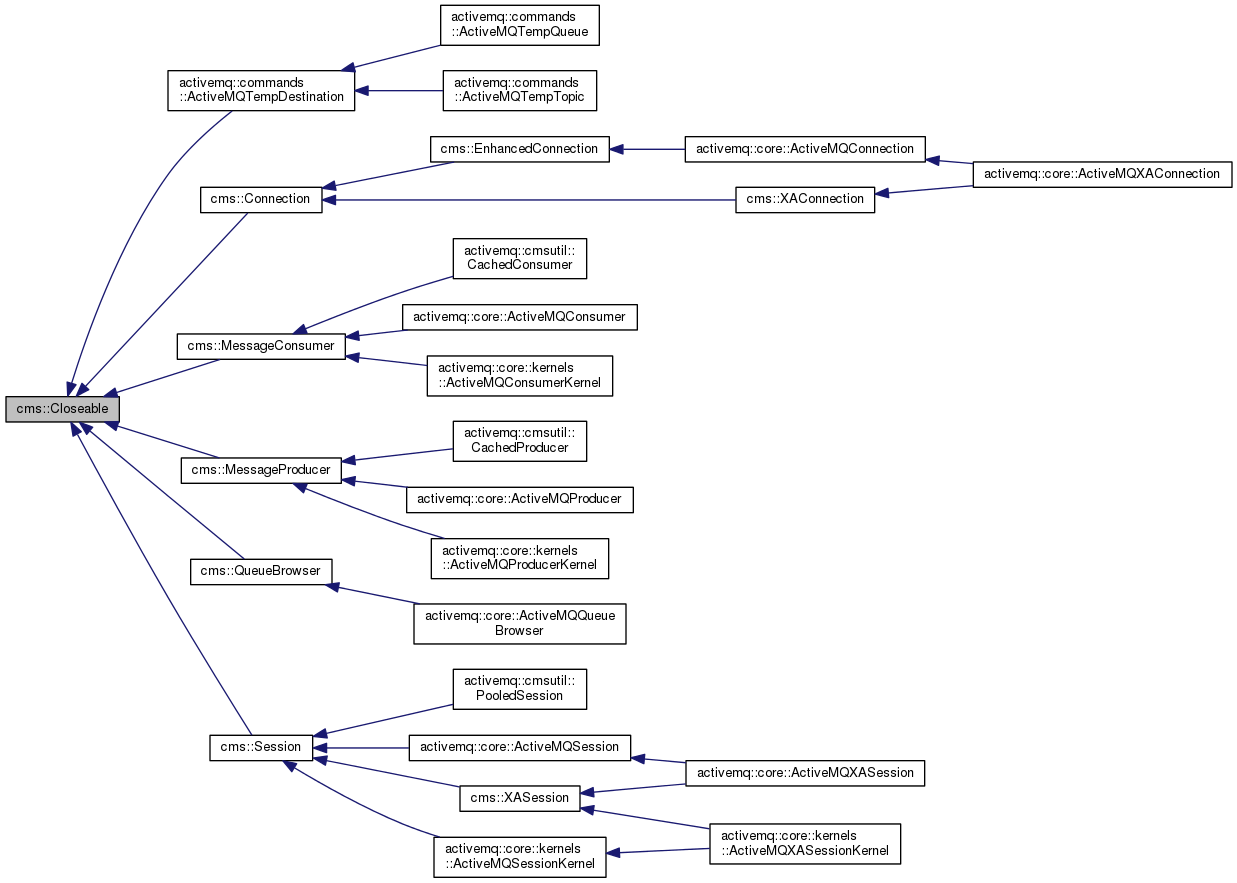 activemq::commands
::ActiveMQTempQueue
activemq::commands
::ActiveMQTempDestination
activemq::commands
::ActiveMQTempTopic
cms::EnhancedConnection
activemq::core::ActiveMQConnection
activemq::core::ActiveMQXAConnection
cms::Connection
cms::XAConnection
activemq::cmsutil::
CachedConsumer
activemq::core::ActiveMQConsumer
cms::MessageConsumer
activemq::core::kernels
::ActiveMQConsumerKernel
cms::Closeable
activemq::cmsutil::
CachedProducer
cms::MessageProducer
activemq::core::ActiveMQProducer
activemq::core::kernels
::ActiveMQProducerKernel
cms::QueueBrowser
activemq::core::ActiveMQQueue
Browser
activemq::cmsutil::
PooledSession
cms::Session
activemq::core::ActiveMQSession
activemq::core::ActiveMQXASession
cms::XASession
activemq::core::kernels
::ActiveMQXASessionKernel
activemq::core::kernels
::ActiveMQSessionKernel